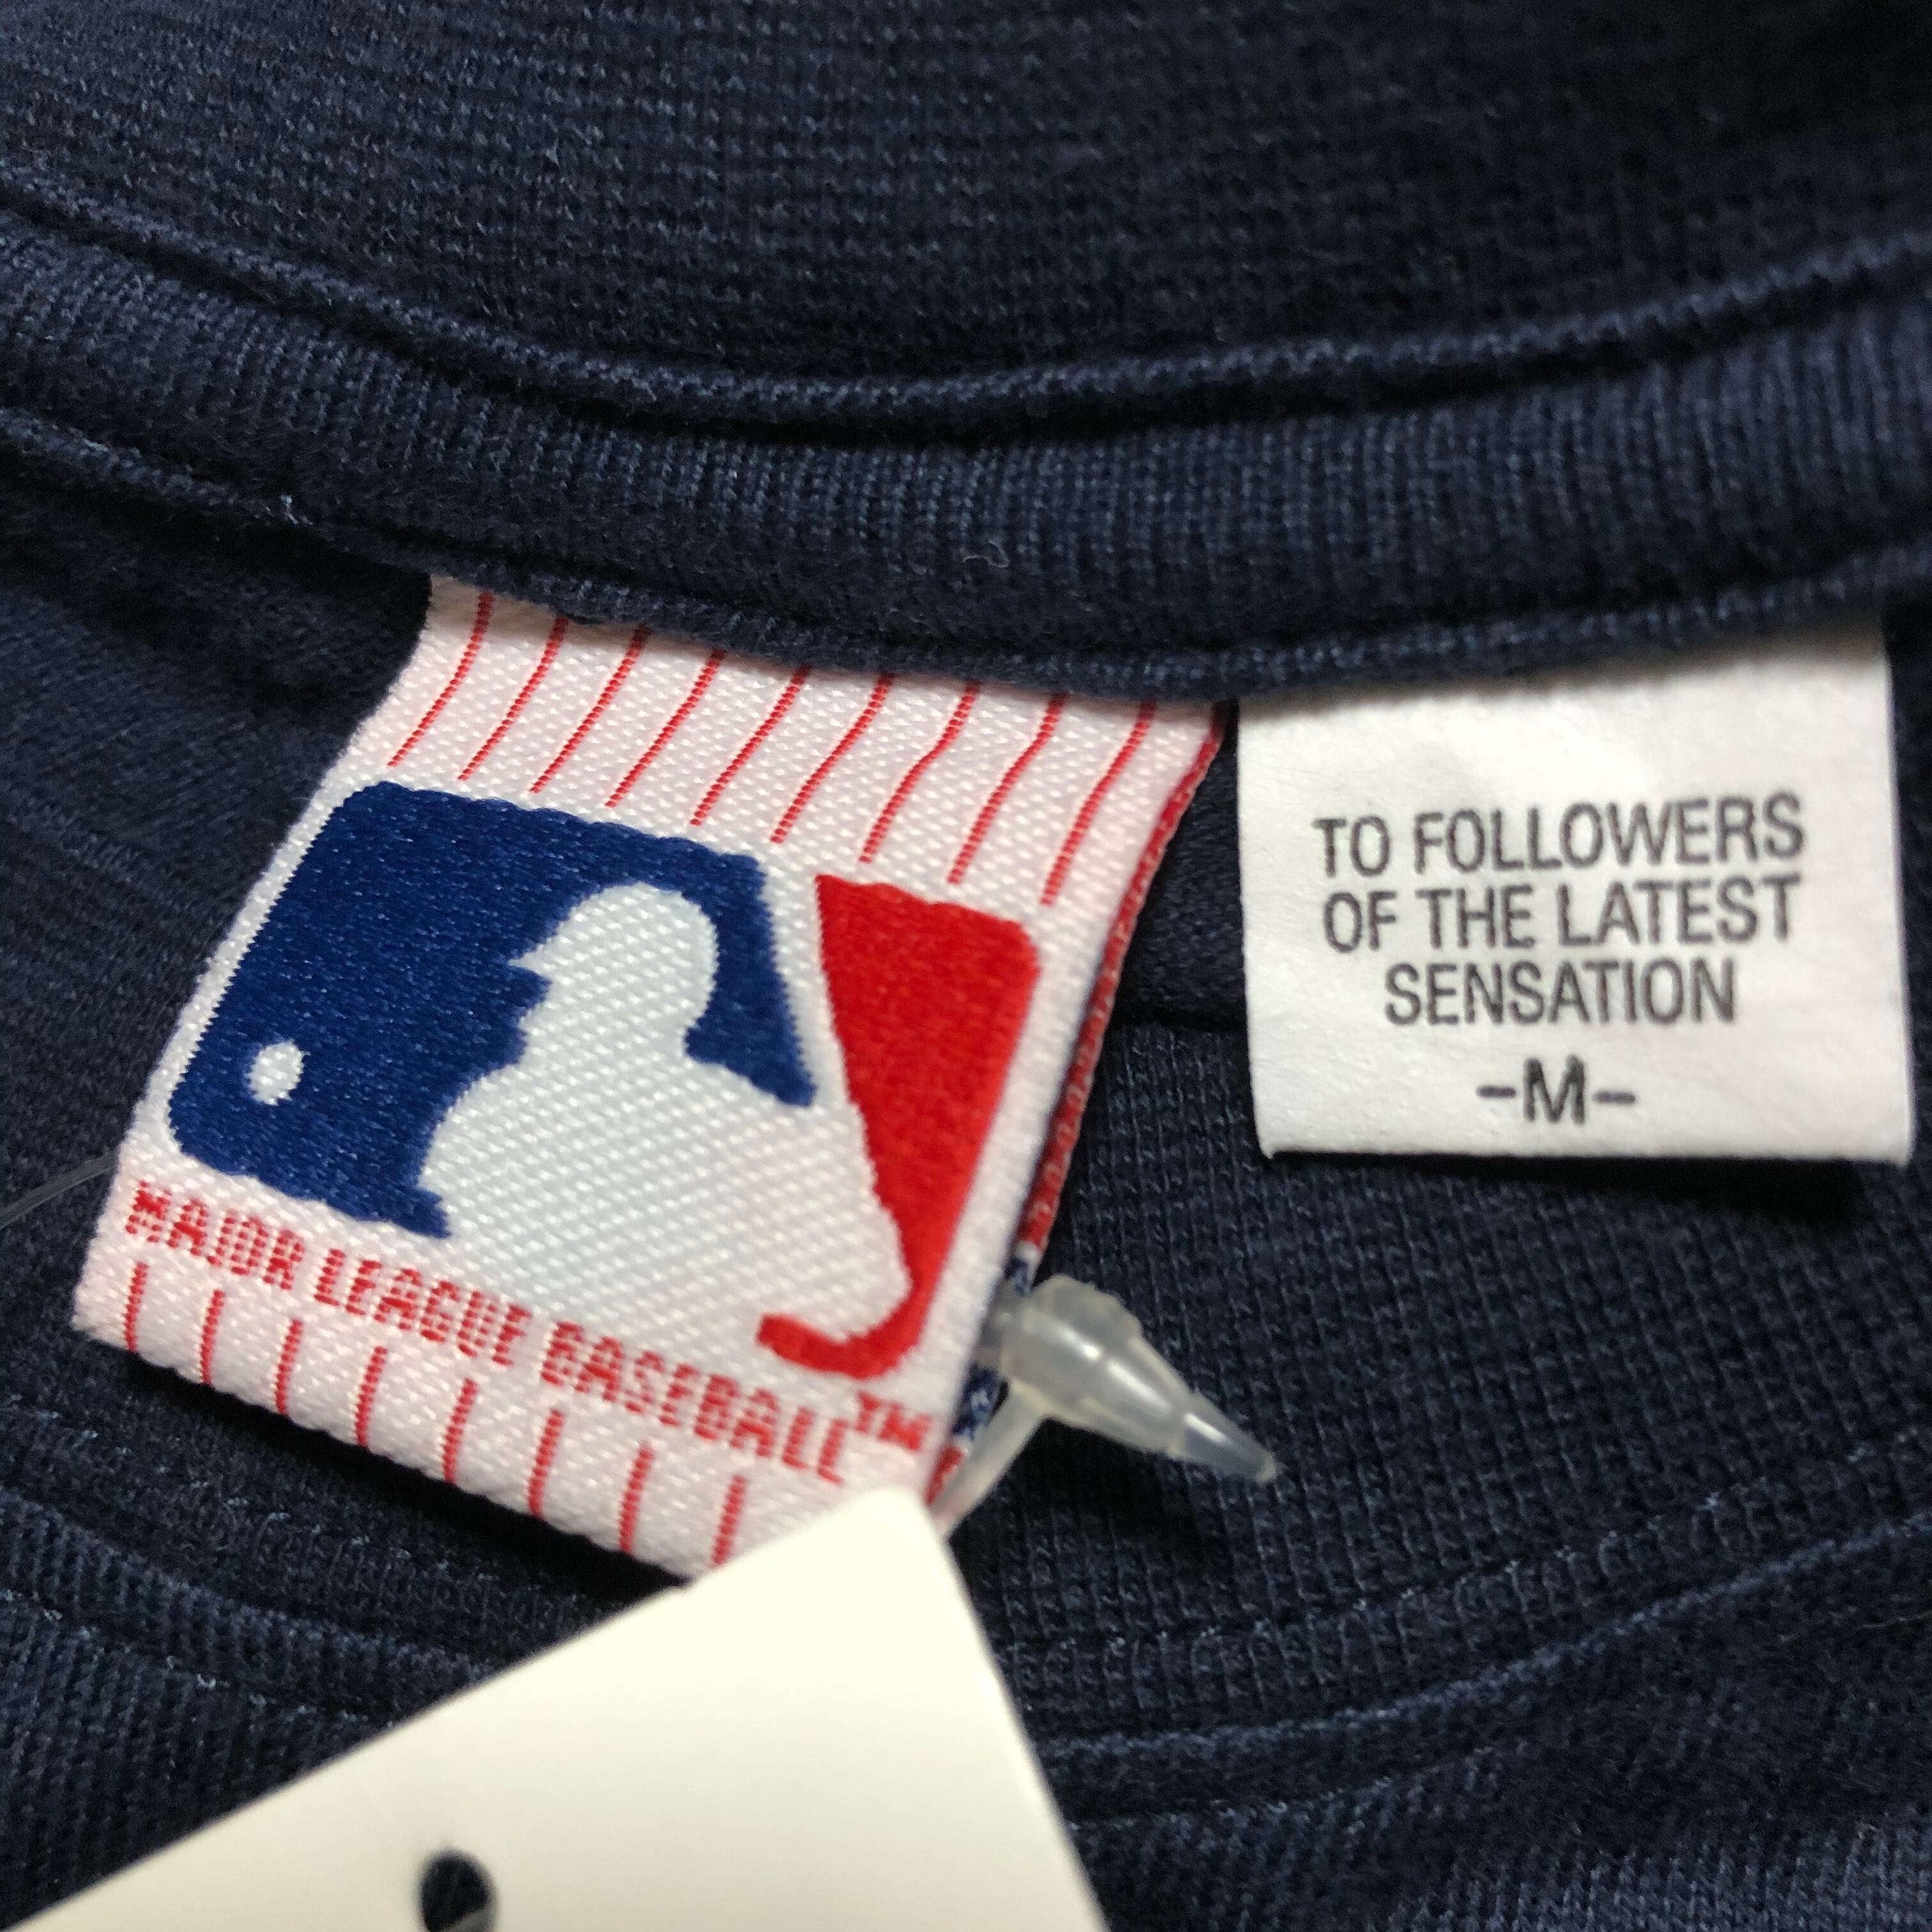 MAJOR LEAGUE BASEBALL™
TO FOLLOWERS
OF THE LATEST
SENSATION
-M-